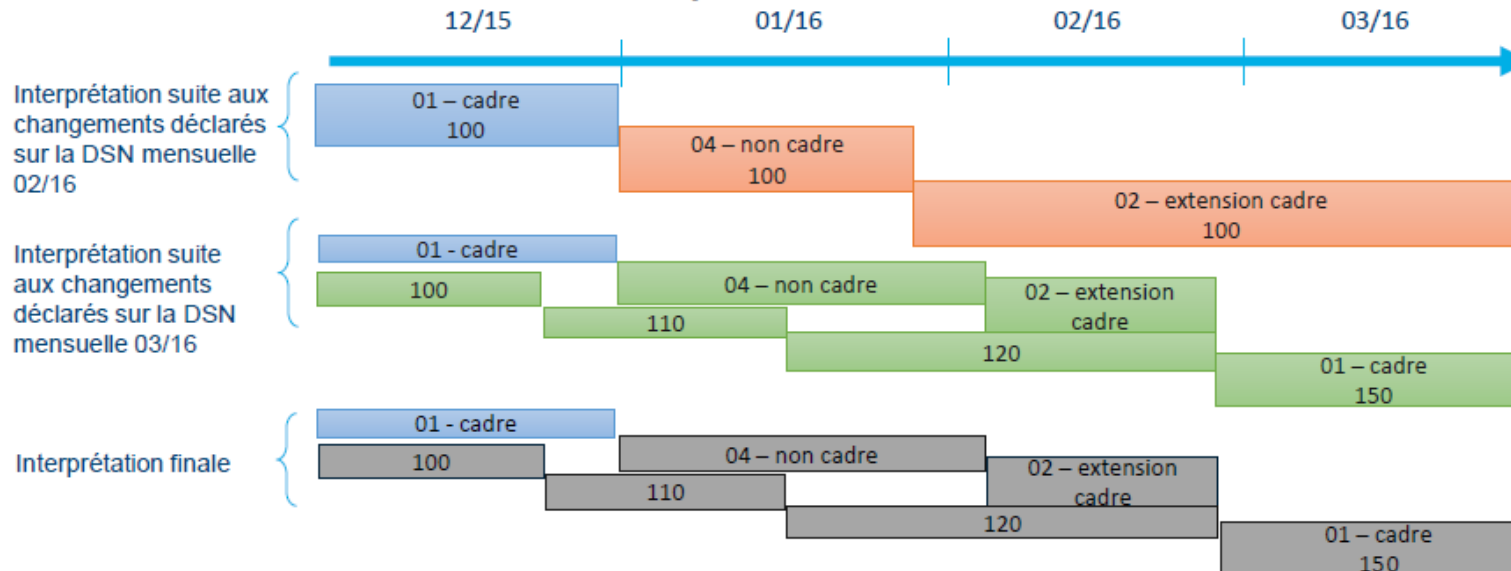 12/15
01/16
02/16
03/16
Interprétation suite aux
changements déclarés
sur la DSN mensuelle
02/16
01 – cadre
100
04 – non cadre
100
02 – extension cadre
100
Interprétation suite
aux changements
déclarés sur la DSN
mensuelle 03/16
01 - cadre
100
04 – non cadre
110
02 – extension
cadre
120
01 – cadre
150
Interprétation finale
01 - cadre
100
04 – non cadre
110
02 – extension
cadre
120
01 – cadre
150